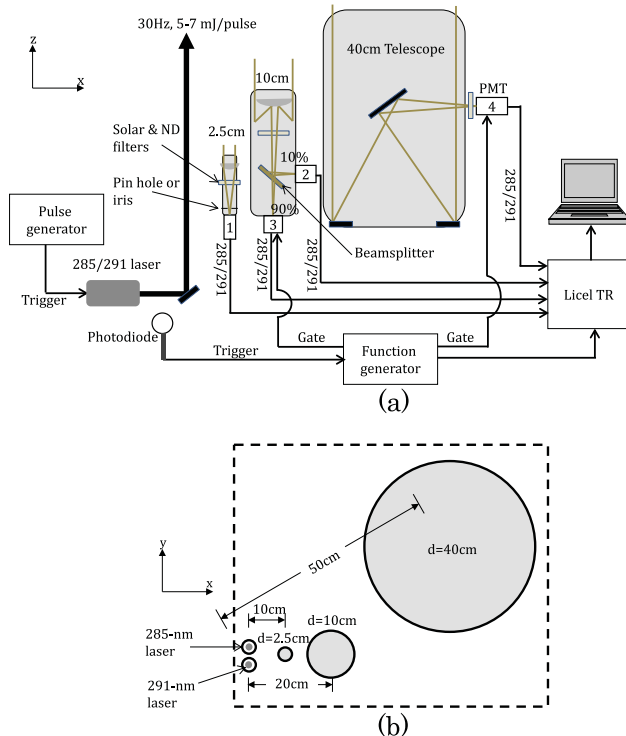 30Hz, 5-7 mJ/pulse
z
x
10cm
40cm Telescope
PMT
4
2.5cm
Solar & ND
filters
10%
2
Pin hole or
iris
90%
1
3
Beamsplitter
285/291
285/291
285/291
285/291
Pulse
generator
285/291 laser
Trigger
Licel TR
Photodiode
Trigger
Gate
Function
generator
Gate
(a)
y
x
50cm
d=40cm
10cm
d=10cm
d=2.5cm
285-nm
laser
291-nm
laser
20cm
(b)